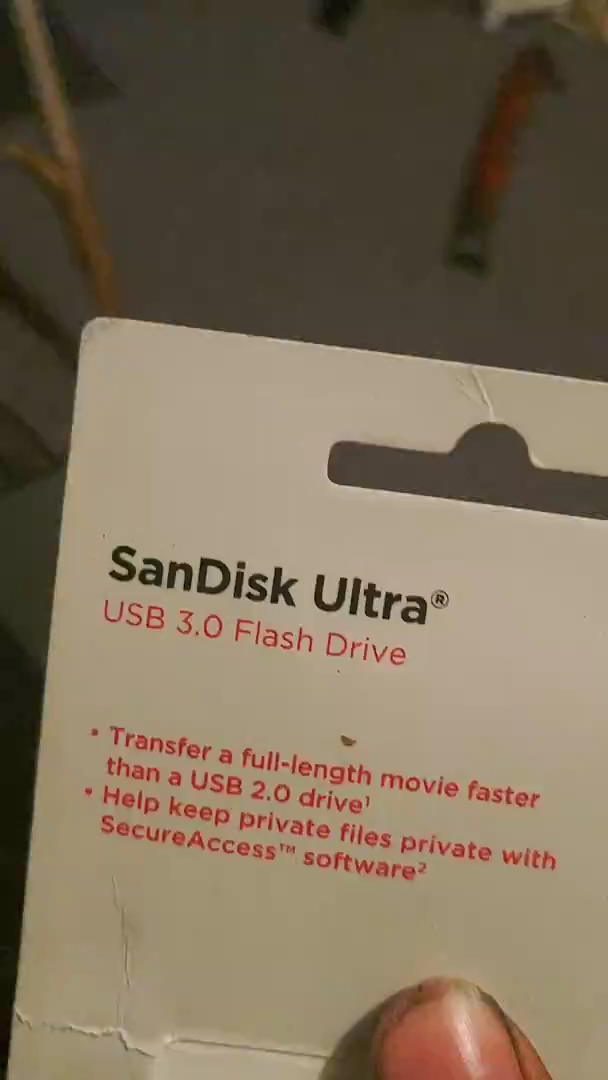 SanDisk Ultra®
USB 3.0 Flash Drive
• Transfer a full-length movie faster
than a USB 2.0 drive¹
• Help keep private files private with
SecureAccess™ software²